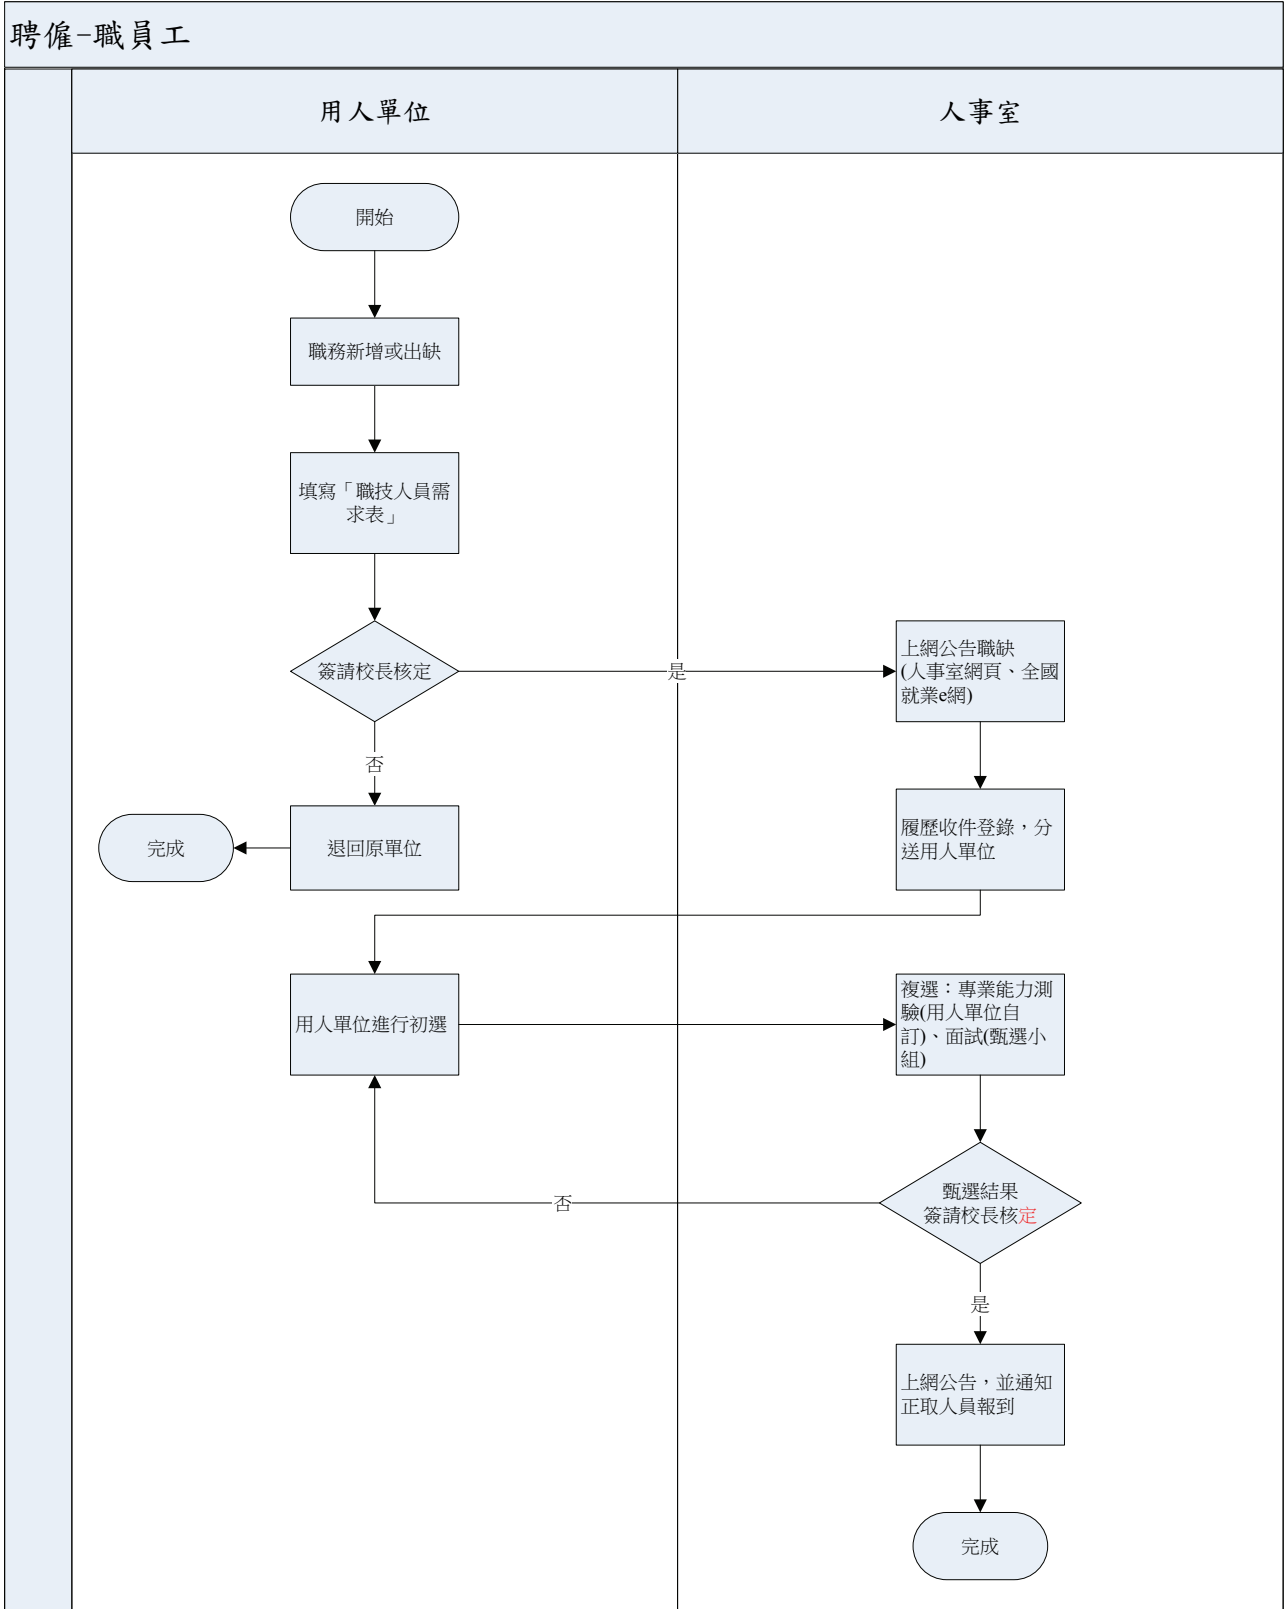 聘僱-職員工
用人單位
人事室
開始
職務新增或出缺
填寫「職技人員需
求表」
簽請校長核定
是
上網公告職缺
(人事室網頁、全國
就業e網)
否
完成
退回原單位
履歷收件登錄，分
送用人單位
用人單位進行初選
複選：專業能力測
驗(用人單位自
訂)、面試(甄選小
組)
甄選結果
簽請校長核定
否
是
上網公告，並通知
正取人員報到
完成